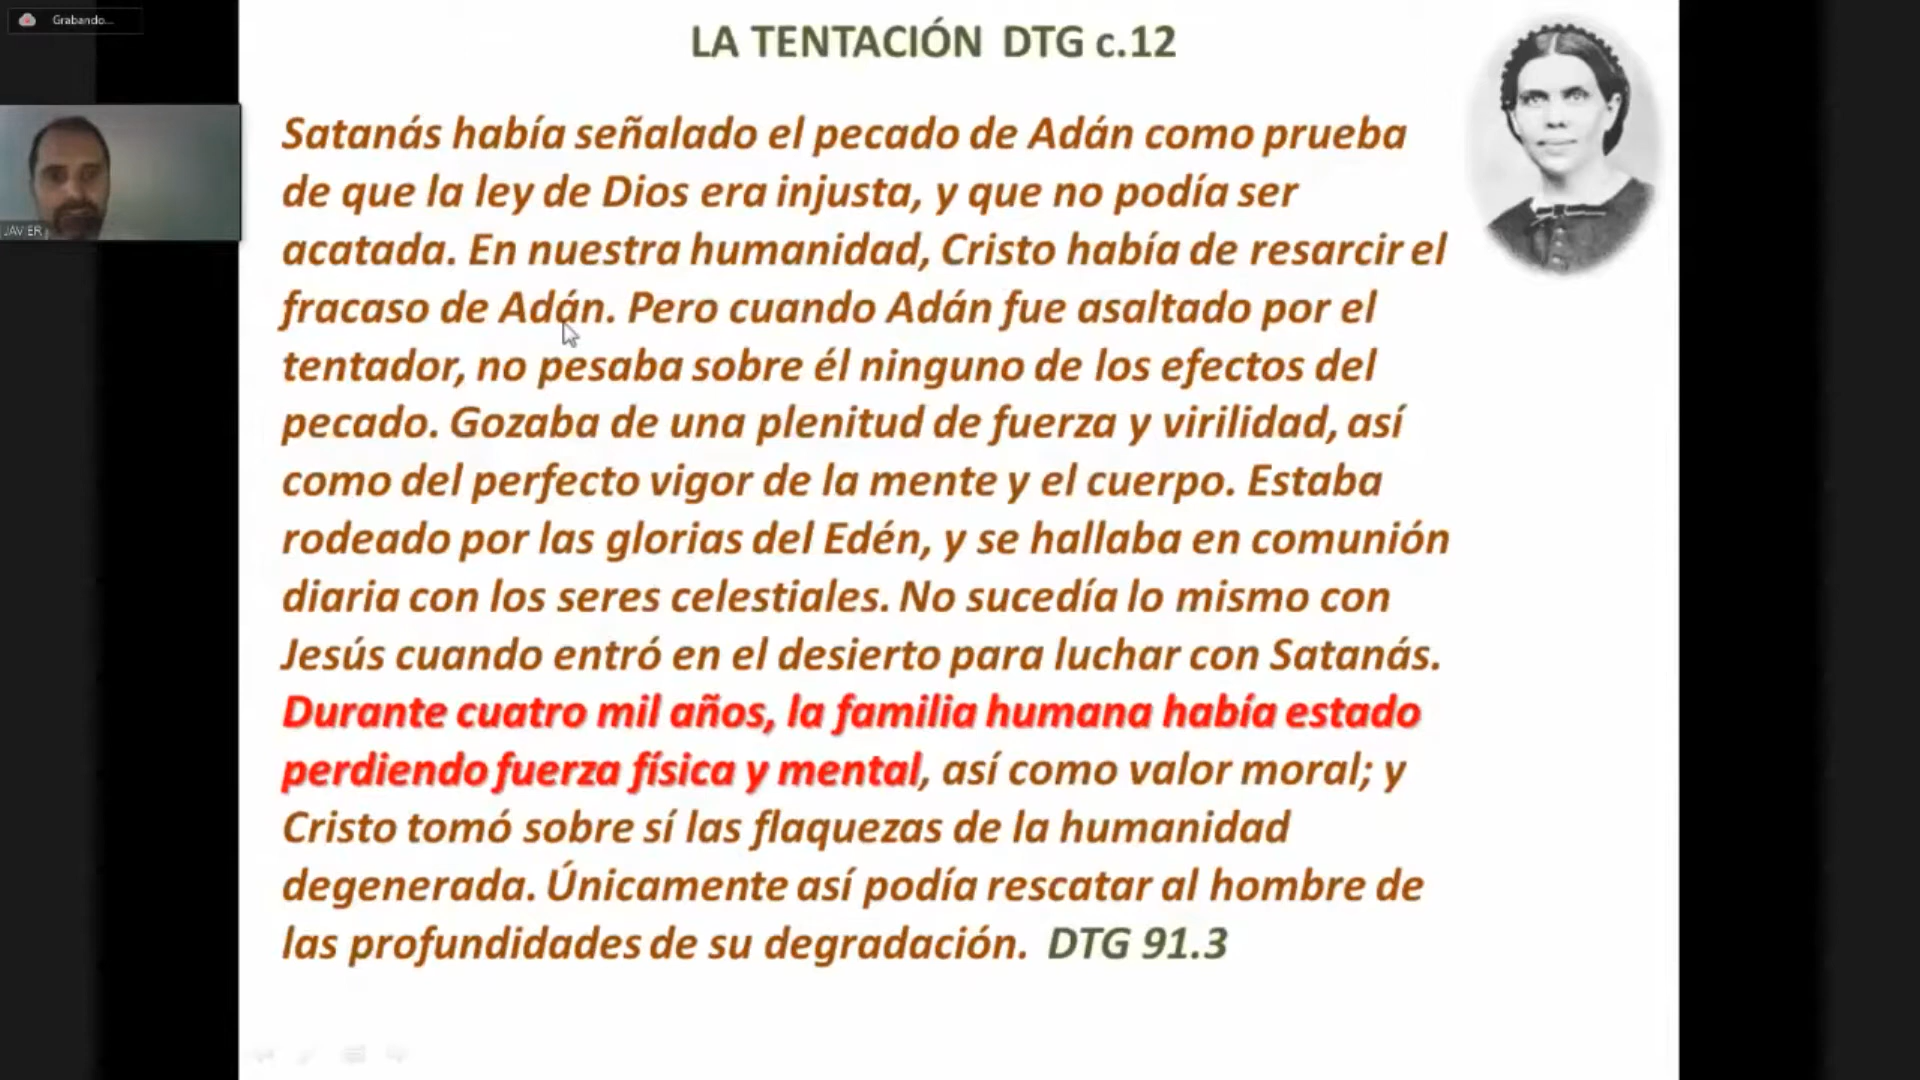 Grabando...
LA TENTACIÓN DTG c.12
JAVIER
Satanás había señalado el pecado de Adán como prueba
de que la ley de Dios era injusta, y que no podía ser
acatada. En nuestra humanidad, Cristo había de resarcir el
fracaso de Adán. Pero cuando Adán fue asaltado por el
tentador, no pesaba sobre él ninguno de los efectos del
pecado. Gozaba de una plenitud de fuerza y virilidad, así
como del perfecto vigor de la mente y el cuerpo. Estaba
rodeado por las glorias del Edén, y se hallaba en comunión
diaria con los seres celestiales. No sucedía lo mismo con
Jesús cuando entró en el desierto para luchar con Satanás.
Durante cuatro mil años, la familia humana había estado
perdiendo fuerza física y mental, así como valor moral; y
Cristo tomó sobre sí las flaquezas de la humanidad
degenerada. Únicamente así podía rescatar al hombre de
las profundidades de su degradación. DTG 91.3